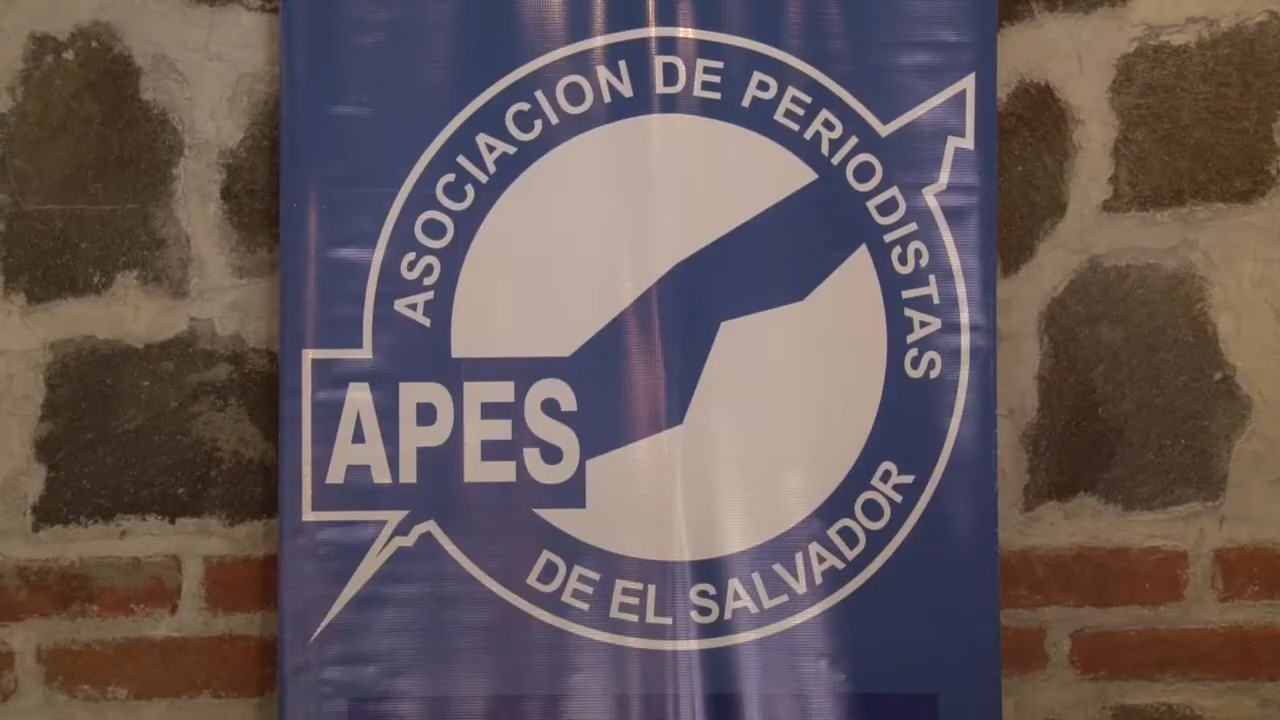 ASOCIACION DE PERIODISTAS
APES
DE EL SALVADOR